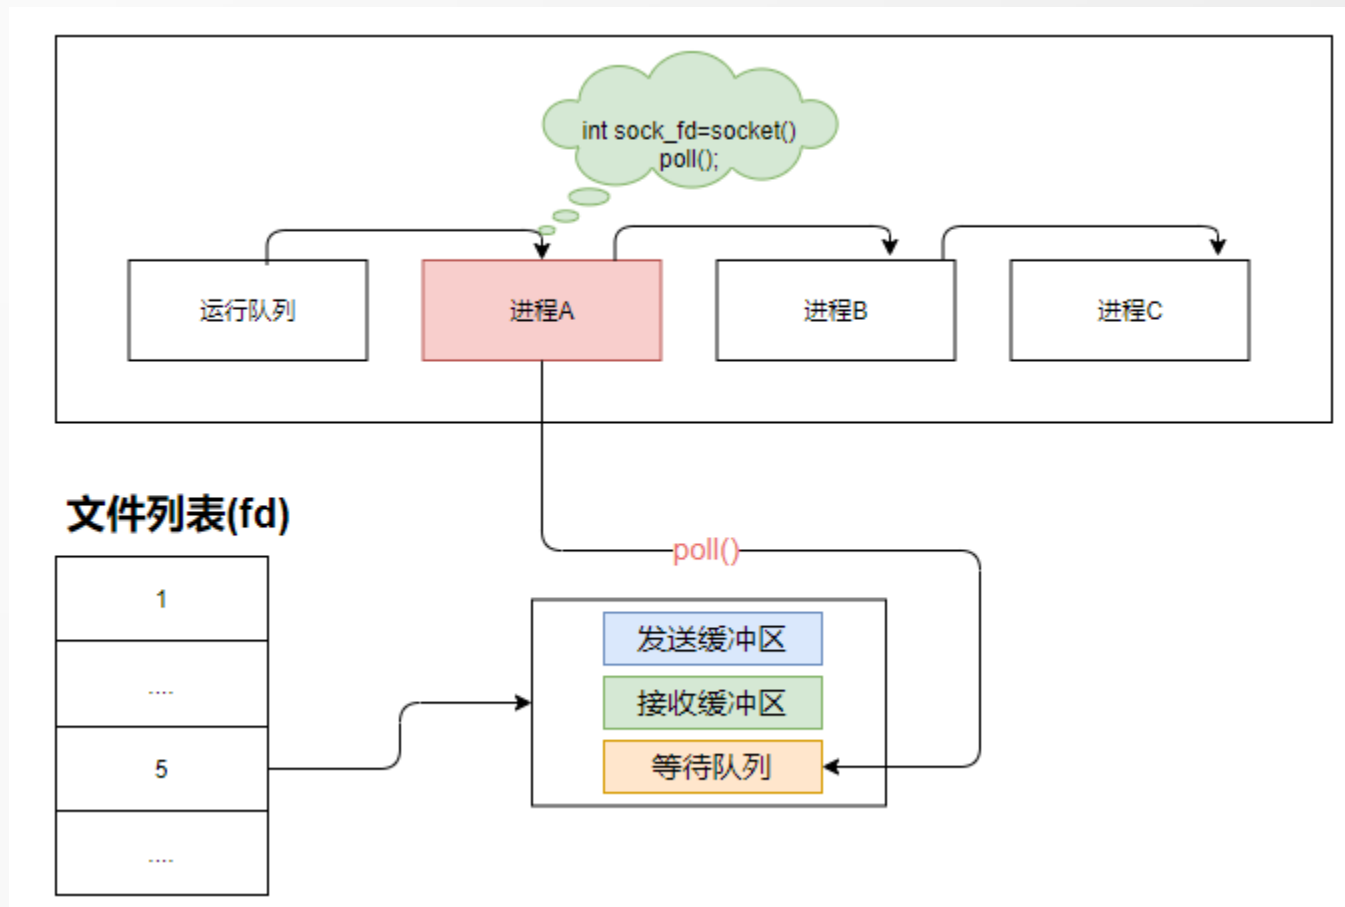 int sock_fd=socket()
poll();
运行队列
进程A
进程B
进程C
文件列表(fd)
1
....
5
....
poll()
发送缓冲区
接收缓冲区
等待队列